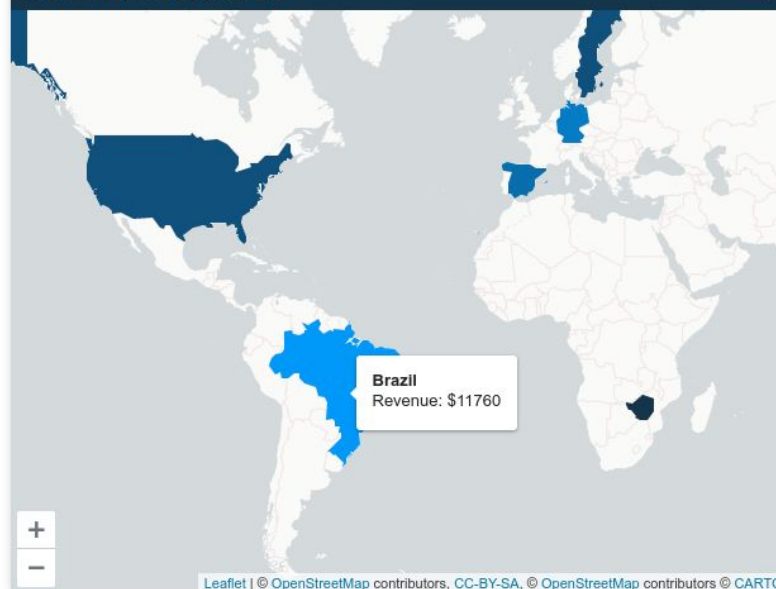 Brazil
Revenue: $11760
+
−
Leaflet | © OpenStreetMap contributors, CC-BY-SA, © OpenStreetMap contributors © CARTO